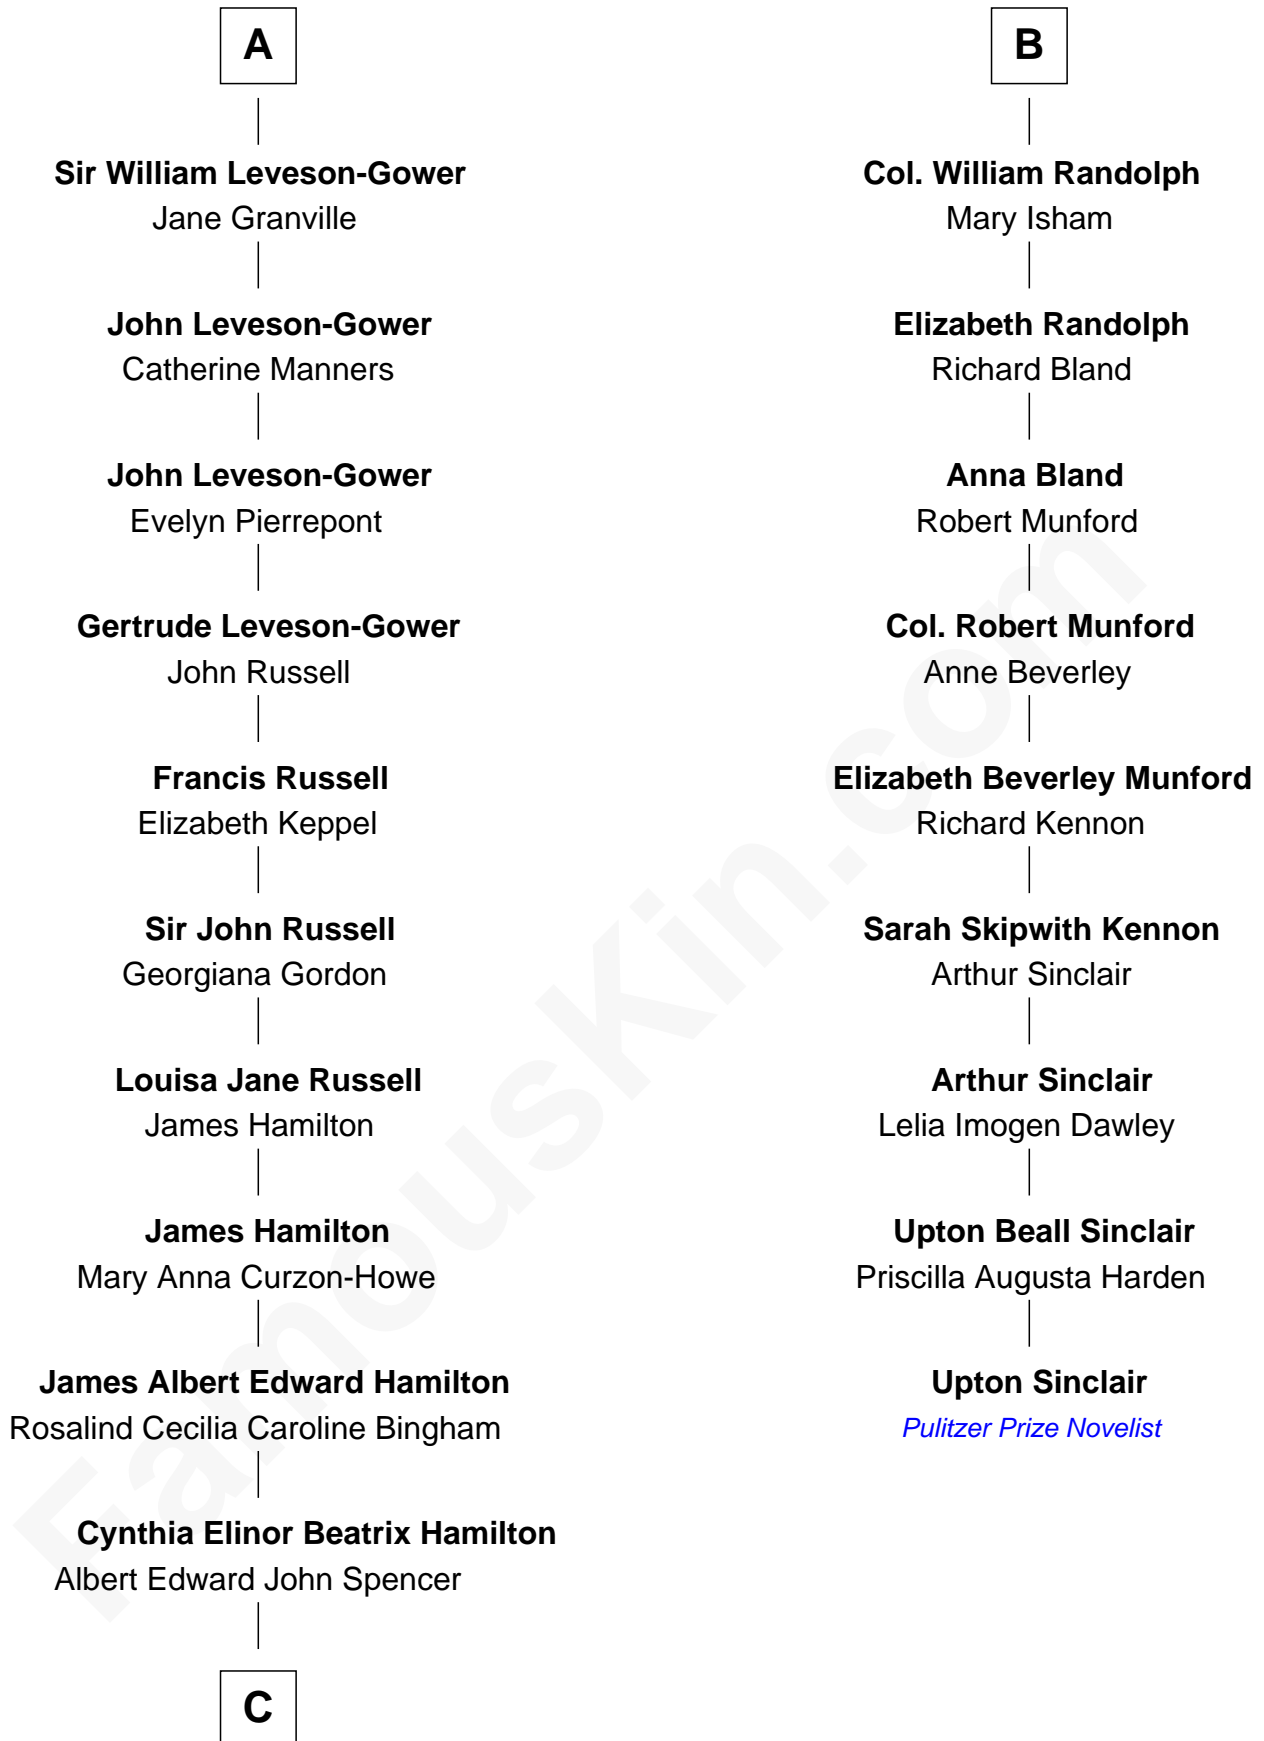 A
Sir William Leveson-Gower
Jane Granville
John Leveson-Gower
Catherine Manners
John Leveson-Gower
Evelyn Pierrepont
Gertrude Leveson-Gower
John Russell
Francis Russell
Elizabeth Keppel
Sir John Russell
Georgiana Gordon
Louisa Jane Russell
James Hamilton
James Hamilton
Mary Anna Curzon-Howe
James Albert Edward Hamilton
Rosalind Cecilia Caroline Bingham
Cynthia Elinor Beatrix Hamilton
Albert Edward John Spencer
C
B
Col. William Randolph
Mary Isham
Elizabeth Randolph
Richard Bland
Anna Bland
Robert Munford
Col. Robert Munford
Anne Beverley
Elizabeth Beverley Munford
Richard Kennon
Sarah Skipwith Kennon
Arthur Sinclair
Arthur Sinclair
Lelia Imogen Dawley
Upton Beall Sinclair
Priscilla Augusta Harden
Upton Sinclair
Pulitzer Prize Novelist
FamousKin.com